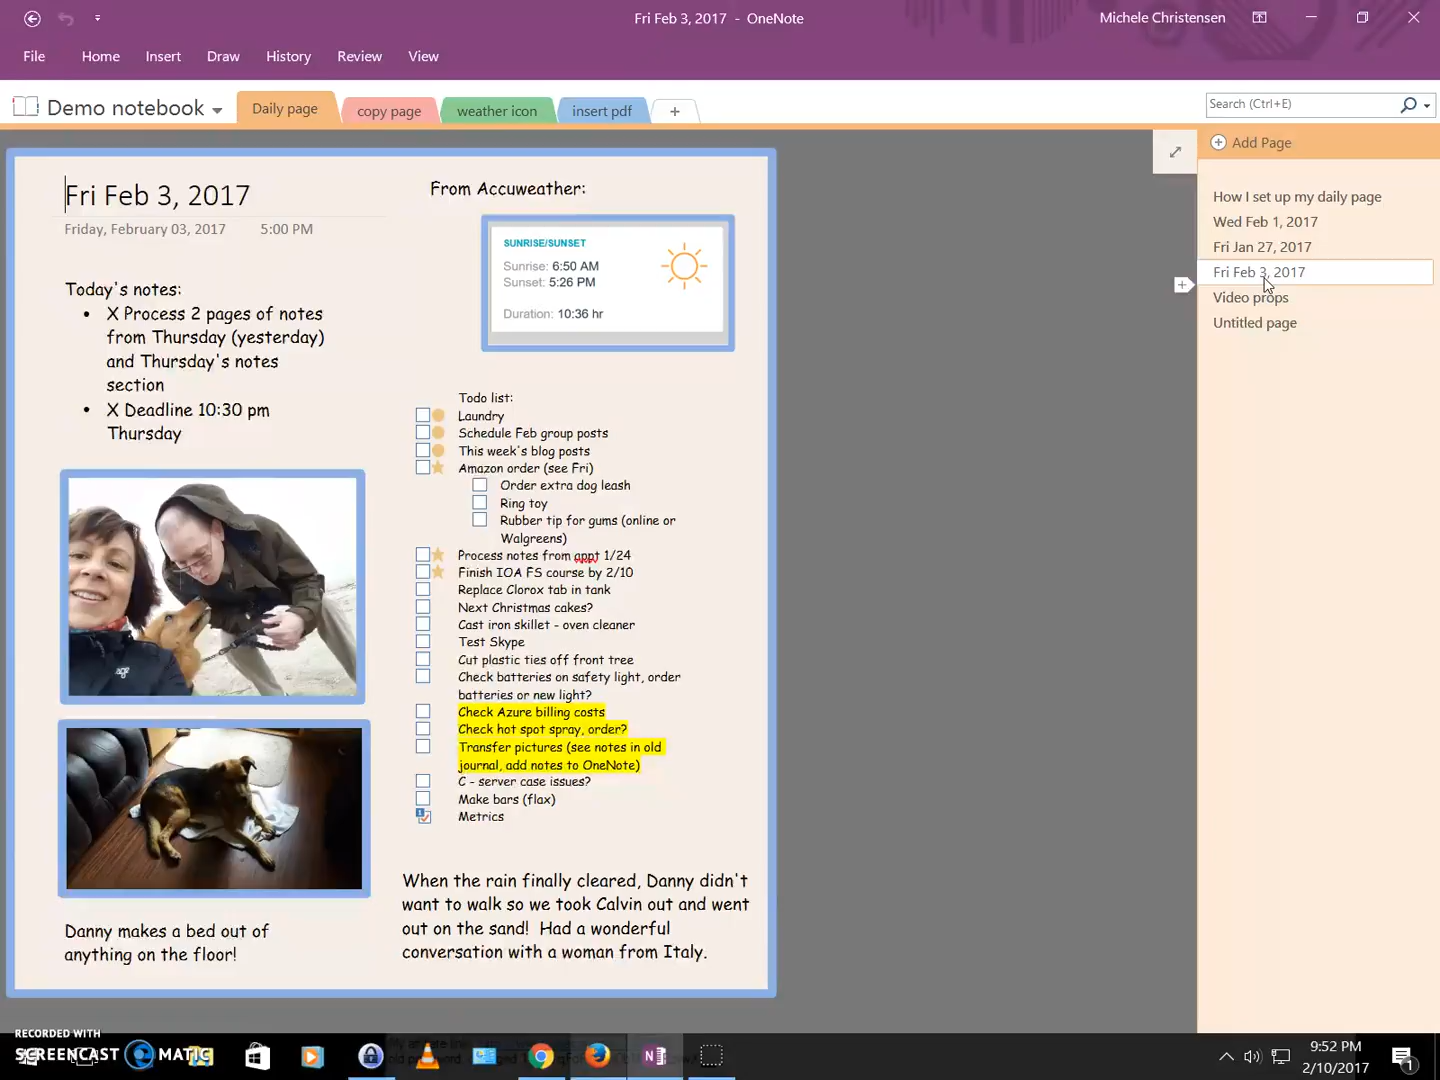 Fri Feb 3, 2017 - OneNote
Michele Christensen
File Home Insert Draw History Review View
Demo notebook
Daily page
copy page
weather icon
insert pdf
Search (Ctrl+E)
Fri Feb 3, 2017
Friday, February 03, 2017 5:00 PM
Today's notes:
• X Process 2 pages of notes
from Thursday (yesterday)
and Thursday's notes
section
• X Deadline 10:30 pm
Thursday
Danny makes a bed out of
anything on the floor!
From Accuweather:
SUNRISE/SUNSET
Sunrise: 6:50 AM
Sunset: 5:26 PM
Duration: 10:36 hr
Todo list:
Laundry
Schedule Feb group posts
This week's blog posts
Amazon order (see Fri)
Order extra dog leash
Ring toy
Rubber tip for gums (online or
Walgreens)
Process notes from appt 1/24
Finish IOA FS course by 2/10
Replace Clorox tab in tank
Next Christmas cakes?
Cast iron skillet - oven cleaner
Test Skype
Cut plastic ties off front tree
Check batteries on safety light, order
batteries or new light?
Check Azure billing costs
Check hot spot spray, order?
Transfer pictures (see notes in old
journal, add notes to OneNote)
C - server case issues?
Make bars (flax)
Metrics
When the rain finally cleared, Danny didn't
want to walk so we took Calvin out and went
out on the sand! Had a wonderful
conversation with a woman from Italy.
Add Page
How I set up my daily page
Wed Feb 1, 2017
Fri Jan 27, 2017
Fri Feb 3, 2017
Video props
Untitled page
RECORDED WITH
SCREENCAST MATIC
9:52 PM
2/10/2017
1